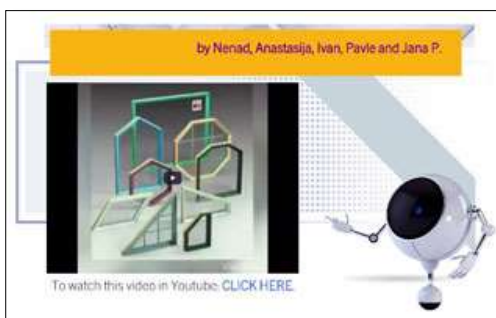 by Nenad, Anastasija, Ivan, Pavle and Jana P.
To watch this video in Youtube: CLICK HERE.